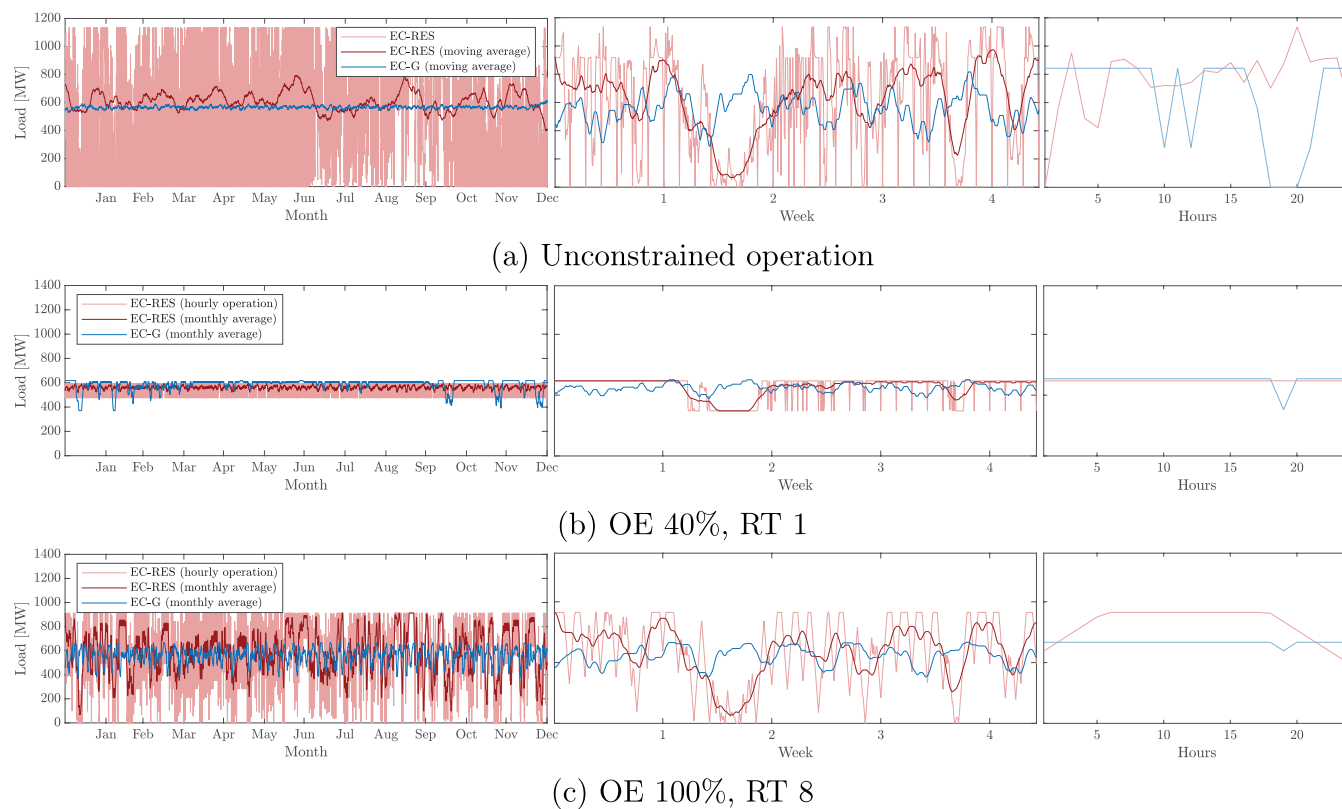 1200
1000
800
600
400
200
0
Load [MW]
EC-RES
EC-RES (moving average)
EC-G (moving average)
Jan Feb Mar Apr May Jun Jul Aug Sep Oct Nov Dec
Month
1 2 3 4
Week
5 10 15 20
Hours
(a) Unconstrained operation
1400
1200
1000
800
600
400
200
0
Load [MW]
EC-RES (hourly operation)
EC-RES (monthly average)
EC-G (monthly average)
Jan Feb Mar Apr May Jun Jul Aug Sep Oct Nov Dec
Month
1 2 3 4
Week
5 10 15 20
Hours
(b) OE 40%, RT 1
1400
1200
1000
800
600
400
200
0
Load [MW]
EC-RES (hourly operation)
EC-RES (monthly average)
EC-G (monthly average)
Jan Feb Mar Apr May Jun Jul Aug Sep Oct Nov Dec
Month
1 2 3 4
Week
5 10 15 20
Hours
(c) OE 100%, RT 8